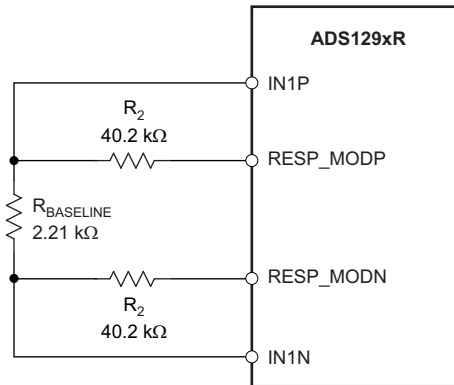 ADS129xR
IN1P
R2
40.2 kΩ
RESP_MODP
RBASELINE
2.21 kΩ
RESP_MODN
R2
40.2 kΩ
IN1N